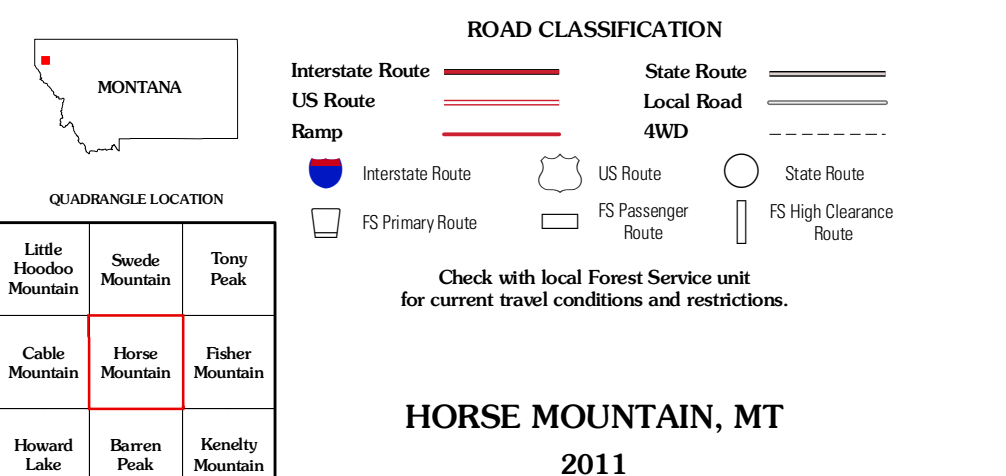 MONTANA
QUADRANGLE LOCATION
ROAD CLASSIFICATION
Interstate Route
State Route
US Route
Local Road
Ramp
4WD
Interstate Route
US Route
State Route
FS Primary Route
FS Passenger
Route
FS High Clearance
Route
Check with local Forest Service unit
for current travel conditions and restrictions.
Little
Hoodoo
Mountain
Swede
Mountain
Tony
Peak
Cable
Mountain
Horse
Mountain
Fisher
Mountain
Howard
Lake
Barren
Peak
Kenelty
Mountain
HORSE MOUNTAIN, MT
2011